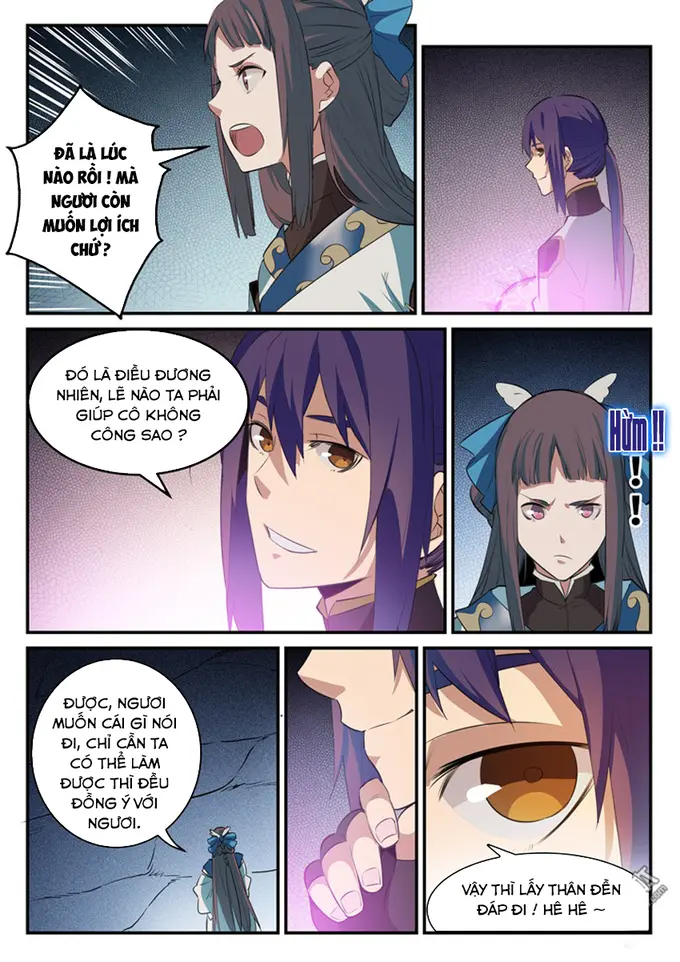 ĐÃ LÀ LÚC
NÀO RỒI ! MÀ
NGƯƠI CÒN
MUỐN LỢI ÍCH
CHỨ ?
ĐÓ LÀ ĐIỀU ĐƯƠNG
NHIÊN, LẼ NÀO TA PHẢI
GIÚP CÔ KHÔNG
CÔNG SAO ?
HỪM !!
! !
ĐƯỢC, NGƯƠI
MUỐN CÁI GÌ NÓI
ĐI, CHỈ CẦN TA
CÓ THỂ LÀM
ĐƯỢC THÌ ĐỀU
ĐỒNG Ý VỚI
NGƯƠI.
VẬY THÌ LẤY THÂN ĐỀN
ĐÁP ĐI ! HÊ HÊ ~